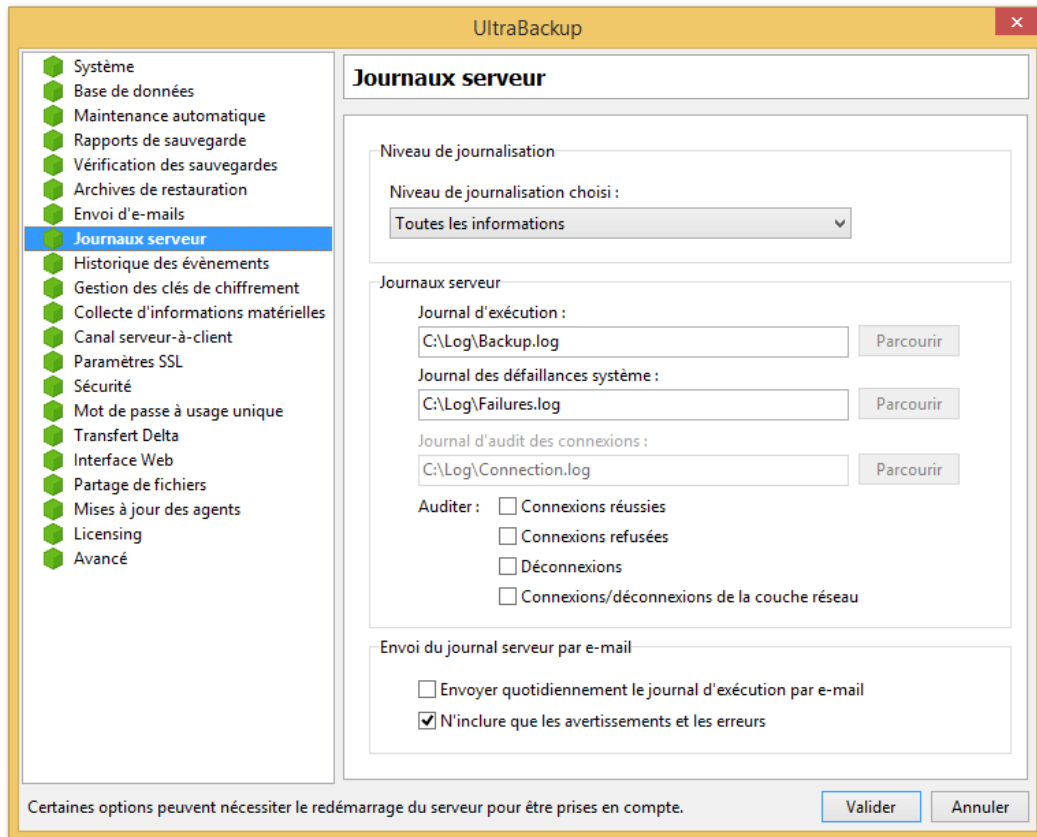 UltraBackup
Système
Base de données
Maintenance automatique
Rapports de sauvegarde
Vérification des sauvegardes
Archives de restauration
Envoi d'e-mails
Journaux serveur
Historique des évènements
Gestion des clés de chiffrement
Collecte d'informations matérielles
Canal serveur-à-client
Paramètres SSL
Sécurité
Mot de passe à usage unique
Transfert Delta
Interface Web
Partage de fichiers
Mises à jour des agents
Licensing
Avancé
Journaux serveur
Niveau de journalisation
Niveau de journalisation choisi :
Toutes les informations
Journaux serveur
Journal d'exécution :
C:\Log\Backup.log Parcourir
Journal des défaillances système :
C:\Log\Failures.log Parcourir
Journal d'audit des connexions :
C:\Log\Connection.log Parcourir
Auditer : Connexions réussies
Connexions refusées
Déconnexions
Connexions/déconnexions de la couche réseau
Envoi du journal serveur par e-mail
Envoyer quotidiennement le journal d'exécution par e-mail
N'inclure que les avertissements et les erreurs
Certaines options peuvent nécessiter le redémarrage du serveur pour être prises en compte. Valider Annuler